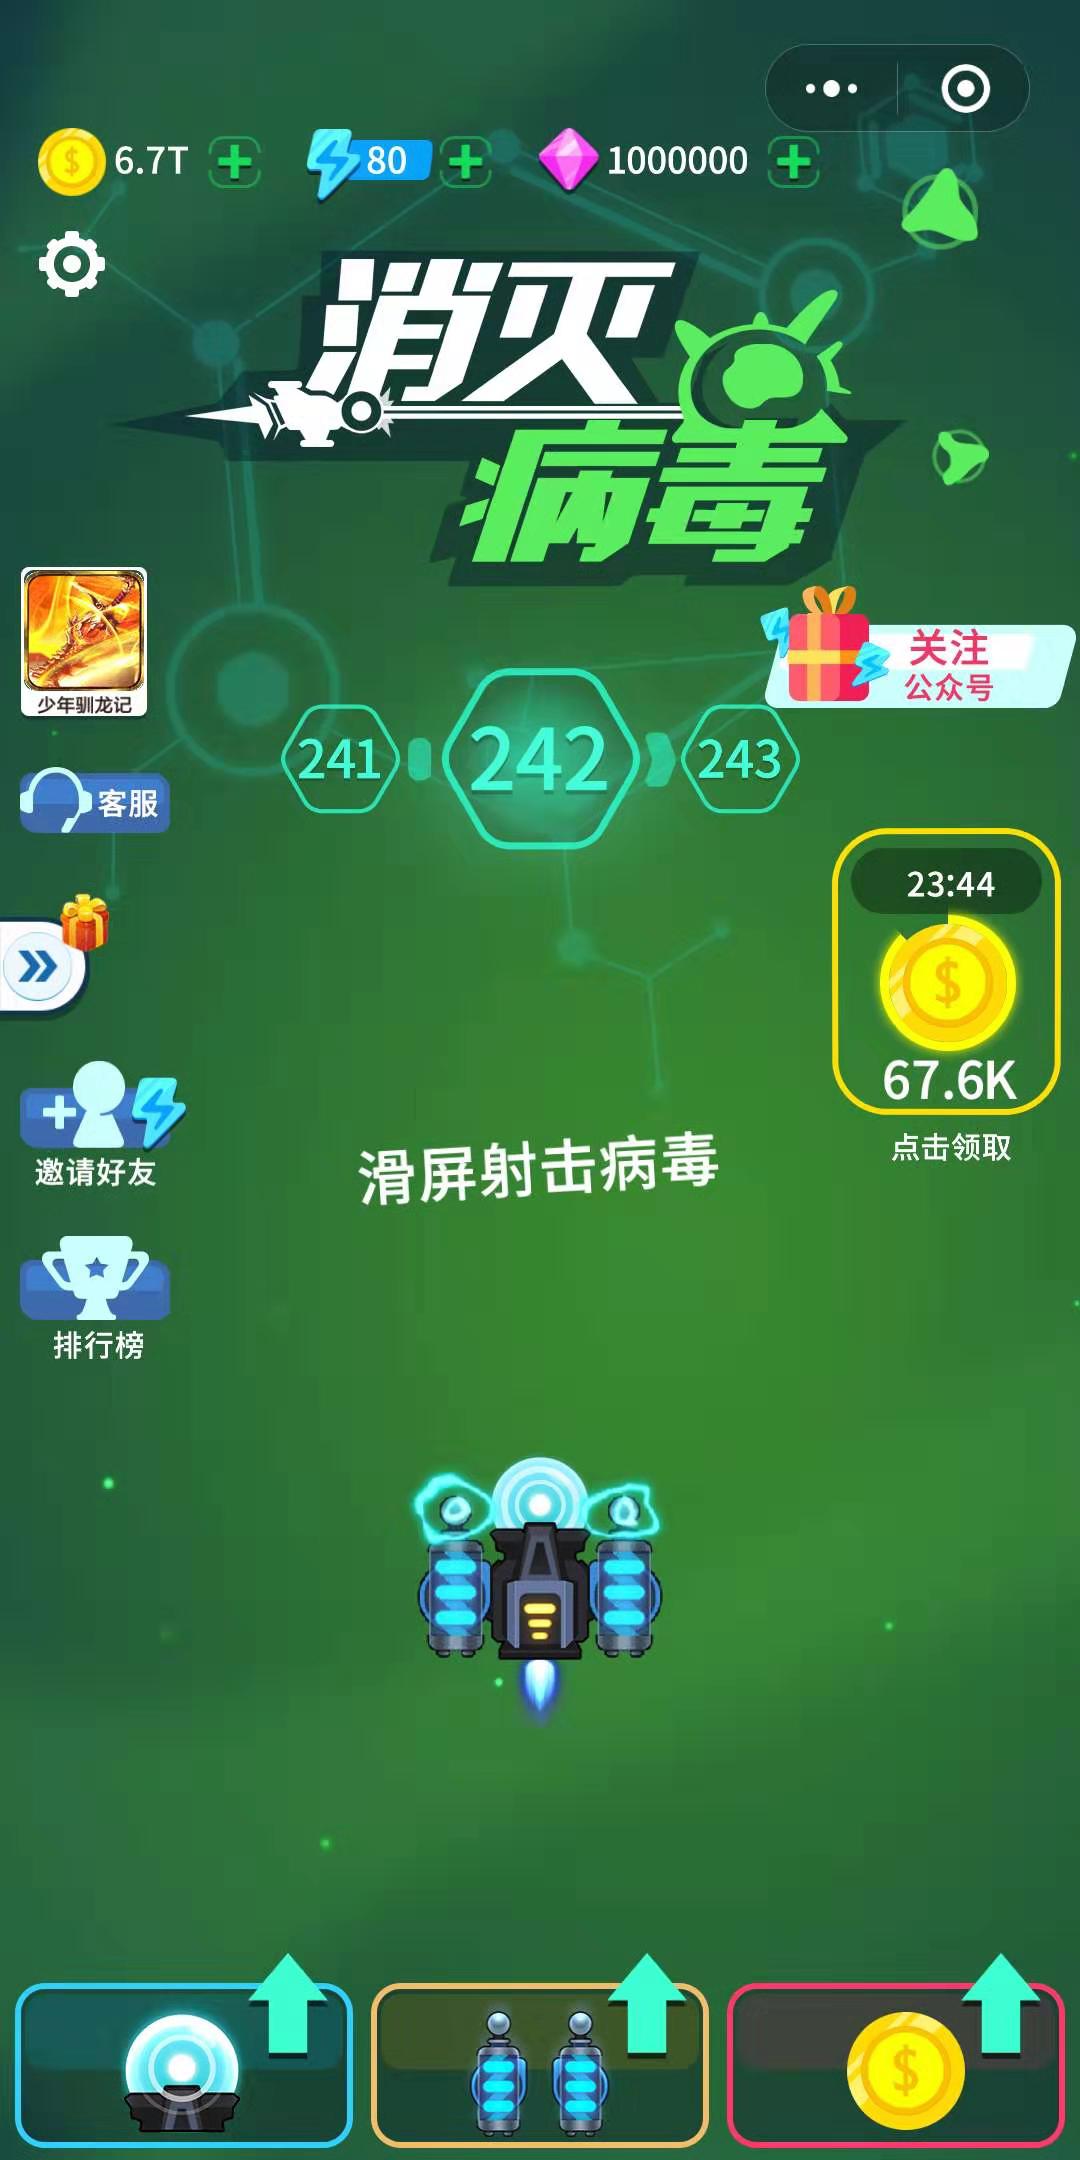 6.7T
80
1000000
消灭
病毒
少年驯龙记
关注
公众号
241
242
243
客服
23:44
67.6K
点击领取
邀请好友
滑屏射击病毒
排行榜